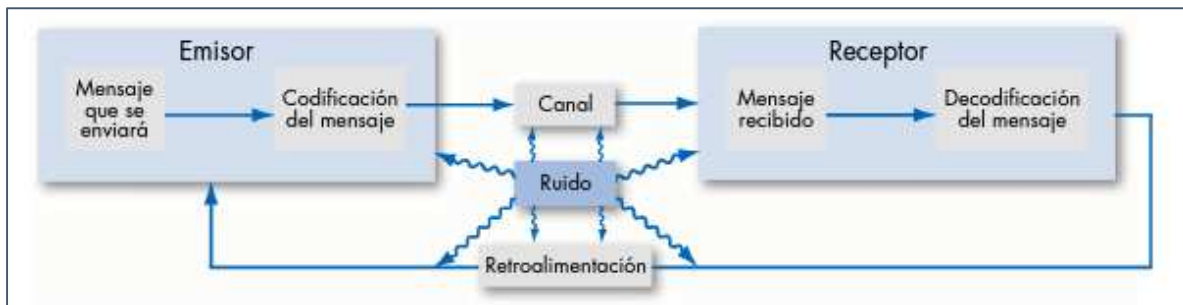 Emisor
Mensaje
que se
enviará
Codificación
del mensaje
Canal
Ruido
Retroalimentación
Receptor
Mensaje
recibido
Decodificación
del mensaje